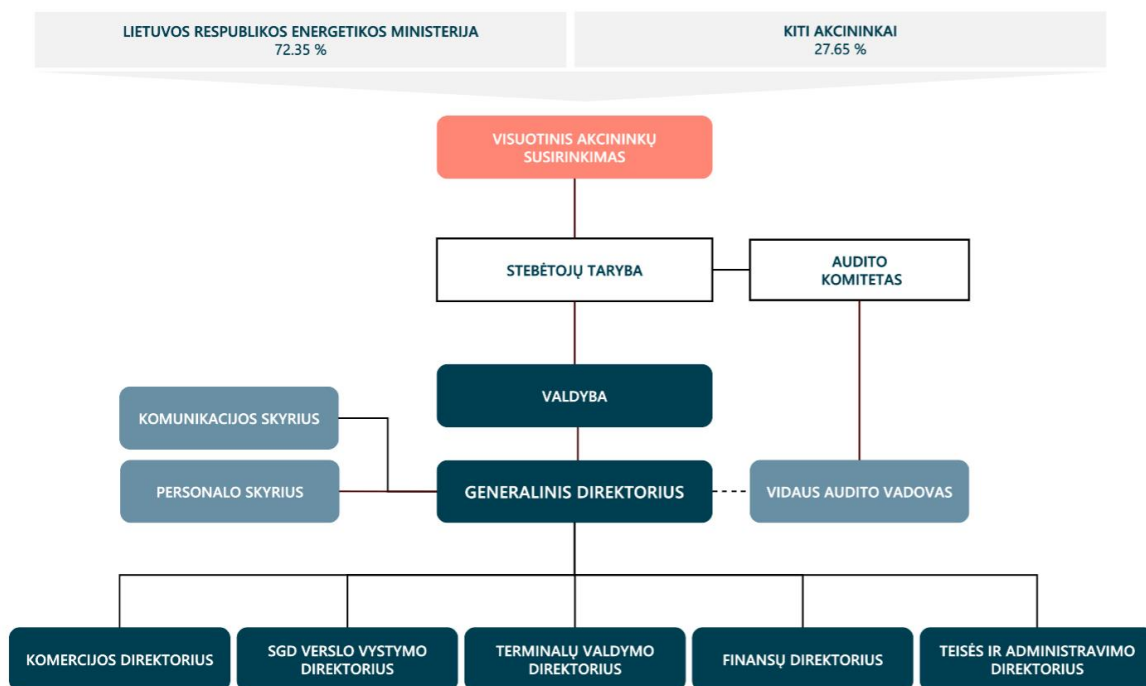 LIETUVOS RESPUBLIKOS ENERGETIKOS MINISTERIJA
72.35 %
KITI AKCININKAI
27.65 %
VISUOTINIS AKCININKŲ
SUSIRINKIMAS
STEBĖTOJŲ TARYBA
AUDITO
KOMITETAS
VALDYBA
KOMUNIKACIJOS SKYRIUS
PERSONALO SKYRIUS
GENERALINIS DIREKTORIUS
VIDAUS AUDITO VADOVAS
KOMERCIJOS DIREKTORIUS
SGD VERSLO VYSTYMO
DIREKTORIUS
TERMINALŲ VALDYMO
DIREKTORIUS
FINANSŲ DIREKTORIUS
TEISĖS IR ADMINISTRAVIMO
DIREKTORIUS